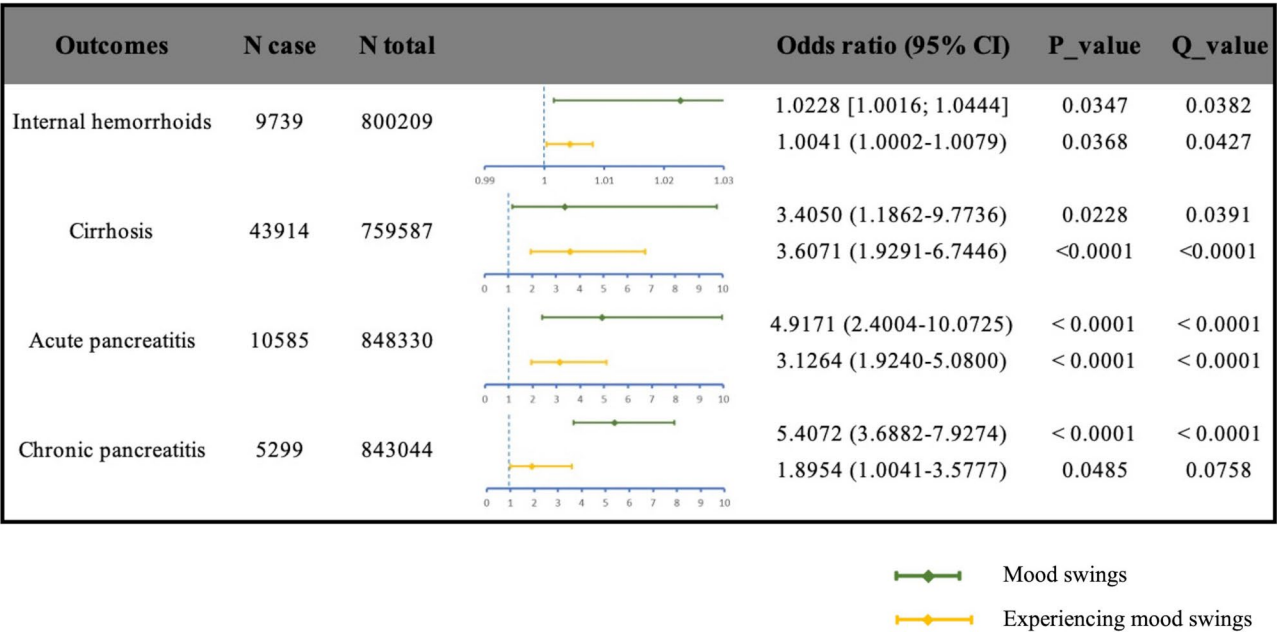 Outcomes N case N total Odds ratio (95% CI) P_value Q_value
Internal hemorrhoids 9739 800209 1.0228 [1.0016; 1.0444] 0.0347 0.0382
1.0041 (1.0002-1.0079) 0.0368 0.0427
0.99 1 1.01 1.02 1.03
Cirrhosis 43914 759587 3.4050 (1.1862-9.7736) 0.0228 0.0391
3.6071 (1.9291-6.7446) <0.0001 <0.0001
0 1 2 3 4 5 6 7 8 9 10
Acute pancreatitis 10585 848330 4.9171 (2.4004-10.0725) < 0.0001 < 0.0001
3.1264 (1.9240-5.0800) < 0.0001 < 0.0001
0 1 2 3 4 5 6 7 8 9 10
Chronic pancreatitis 5299 843044 5.4072 (3.6882-7.9274) < 0.0001 < 0.0001
1.8954 (1.0041-3.5777) 0.0485 0.0758
0 1 2 3 4 5 6 7 8 9 10
Mood swings
Experiencing mood swings